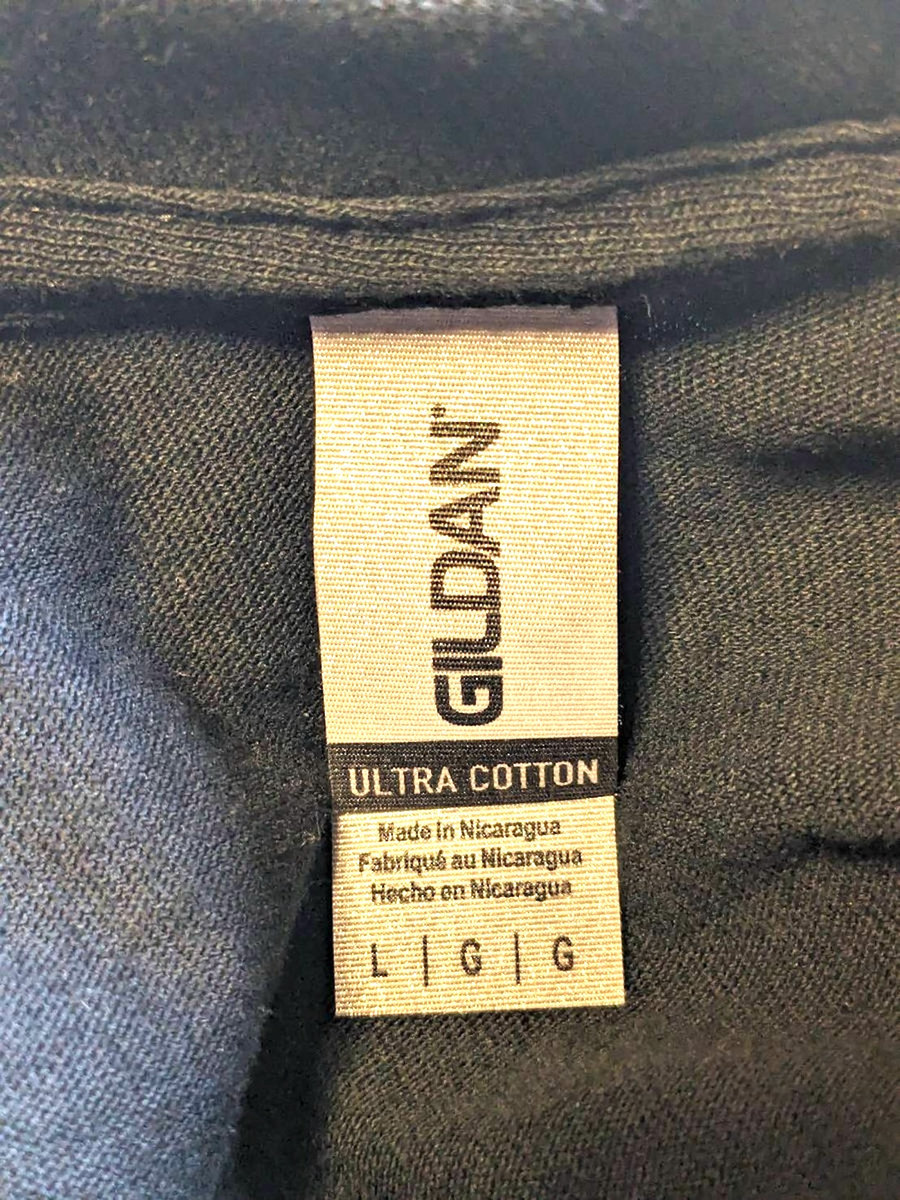 GILDAN®
ULTRA COTTON
Made in Nicaragua
Fabriqué au Nicaragua
Hecho en Nicaragua
L | G | G